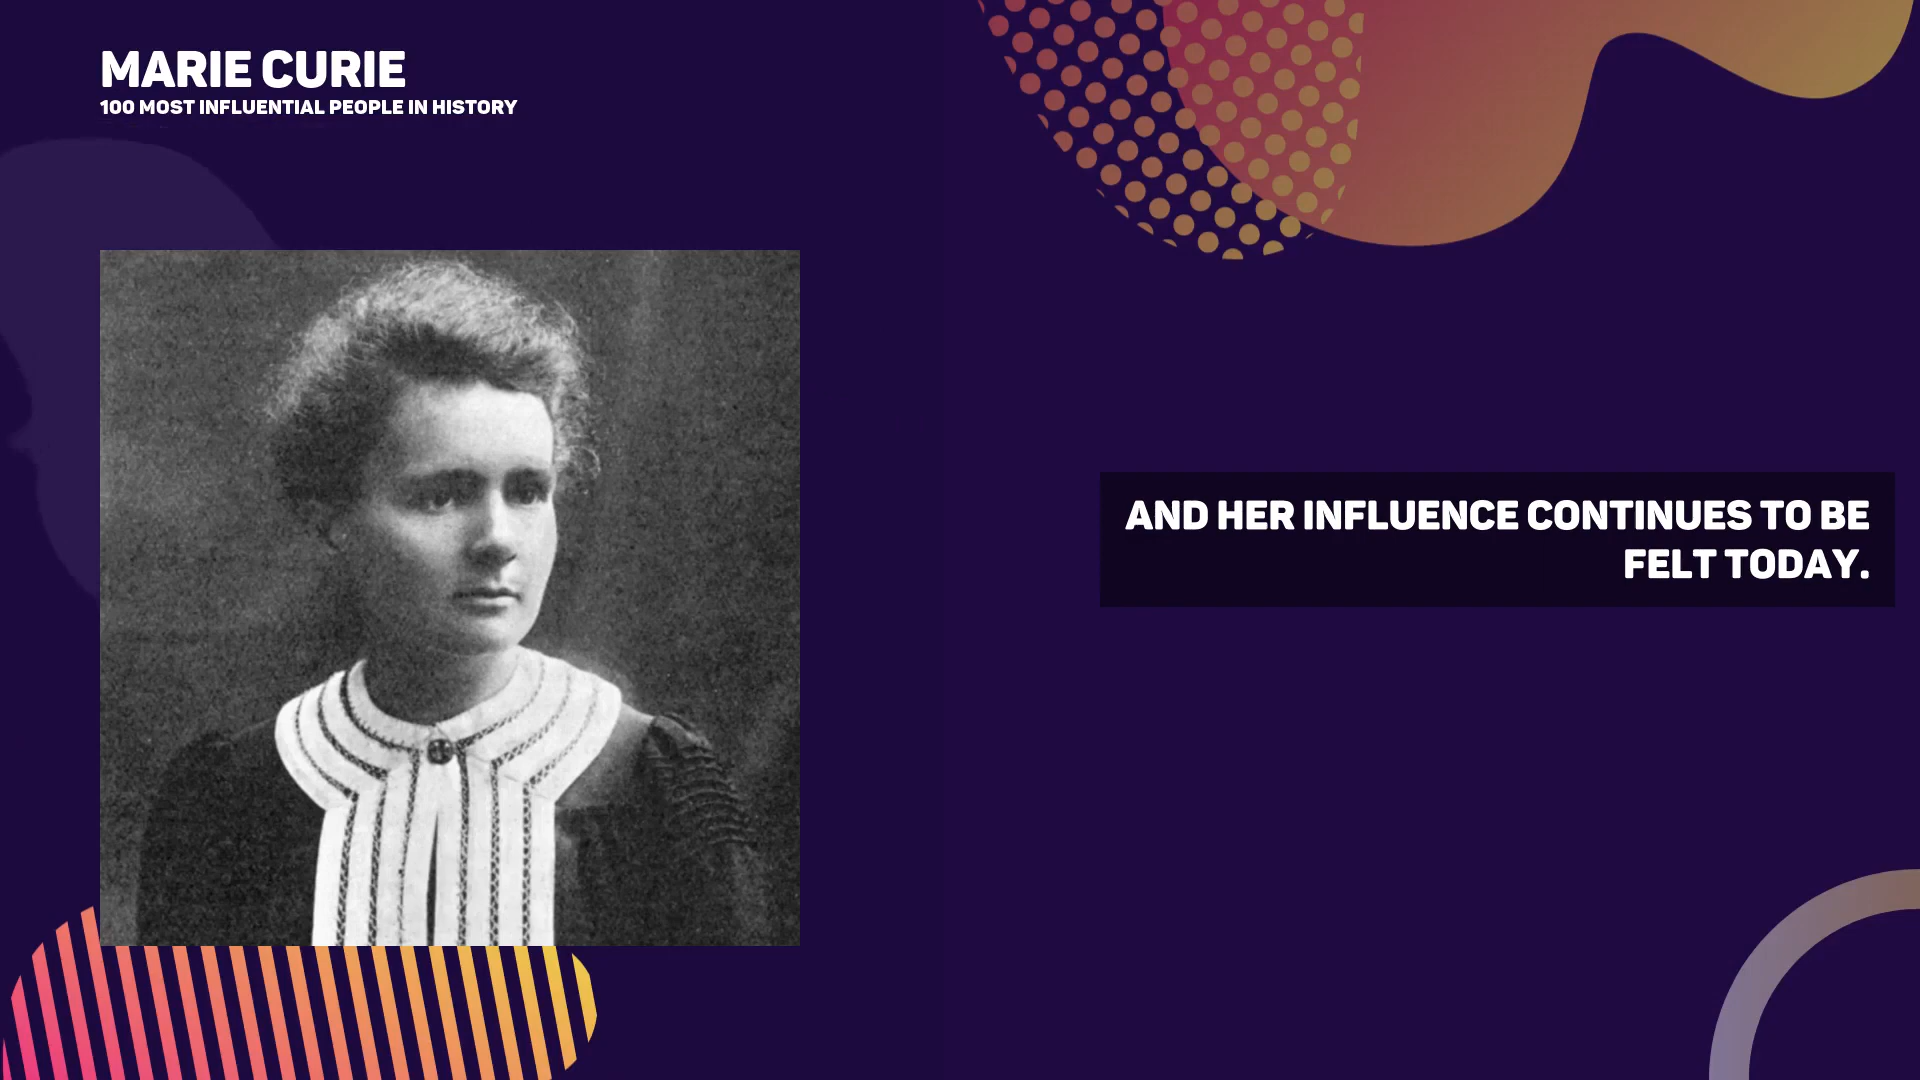 MARIE CURIE
100 MOST INFLUENTIAL PEOPLE IN HISTORY
AND HER INFLUENCE CONTINUES TO BE
FELT TODAY.